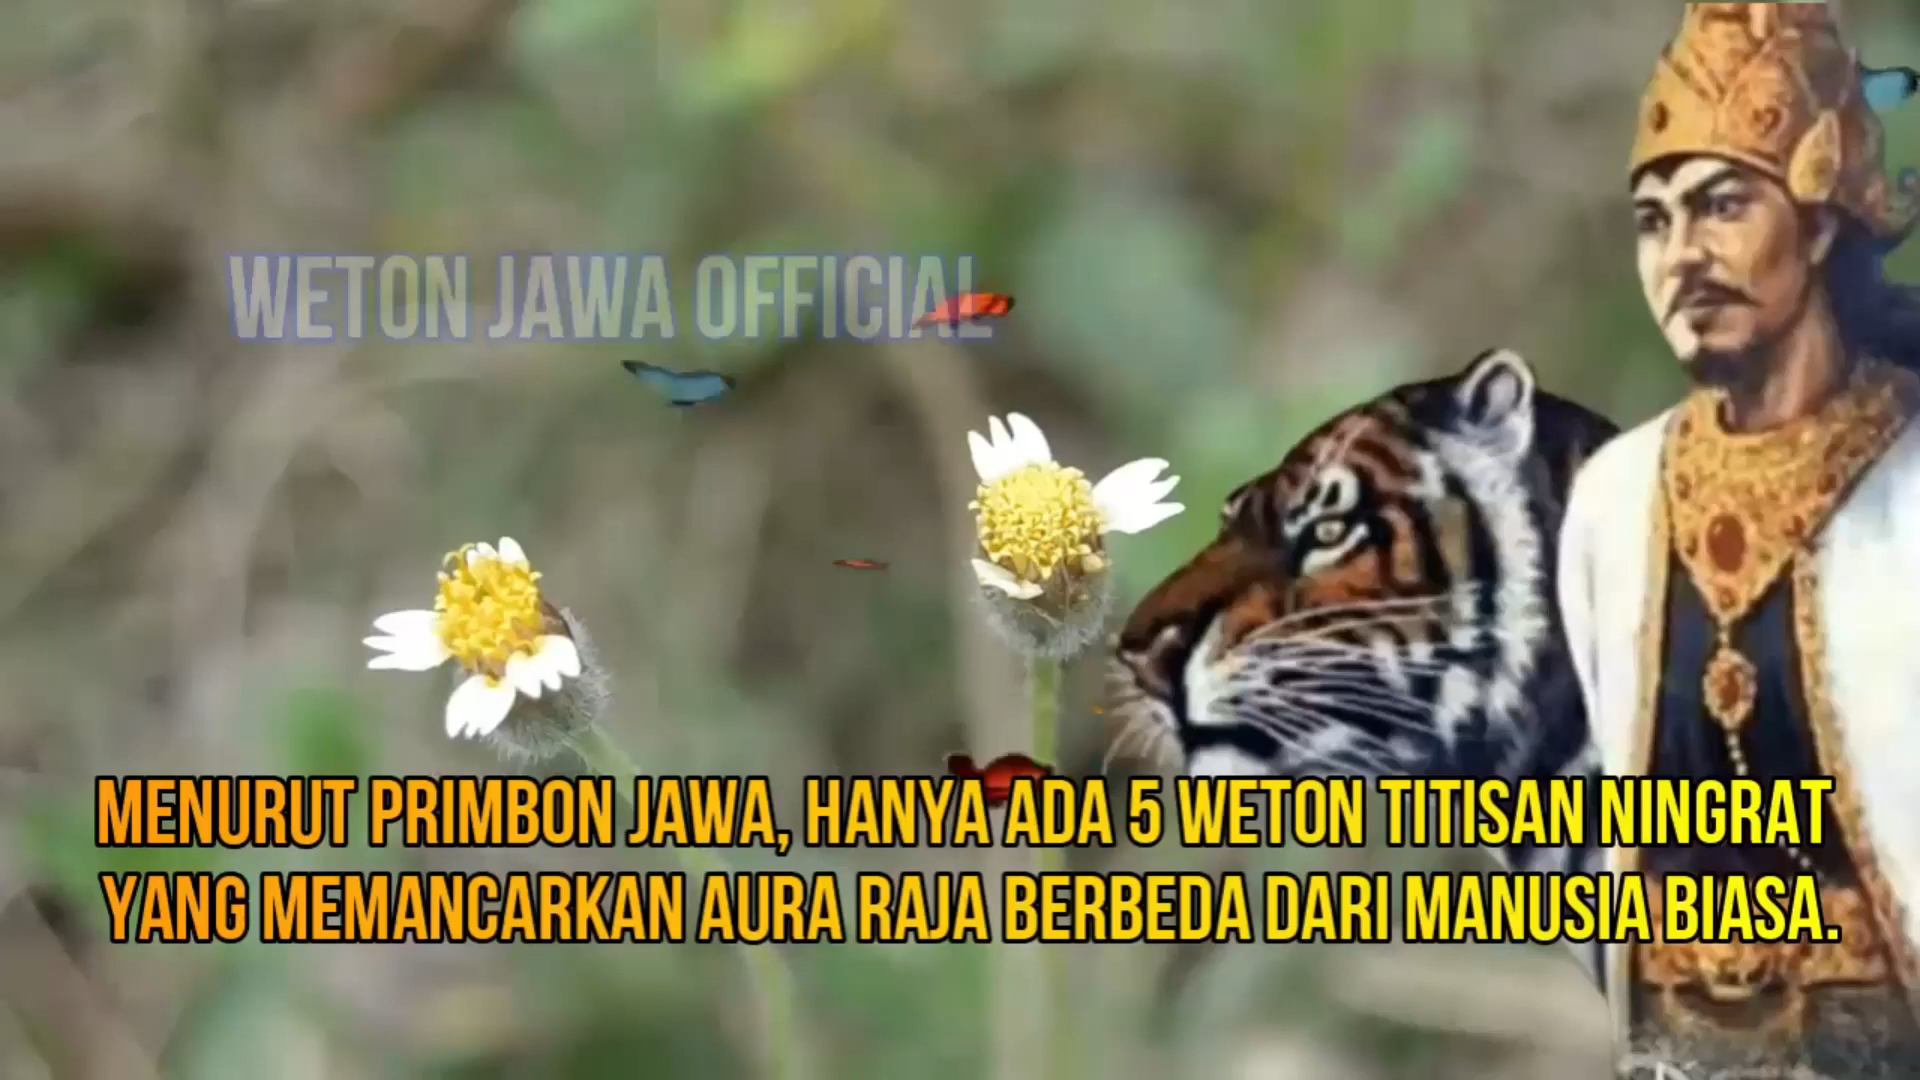 WETON JAWA OFFICIAL
MENURUT PRIMBON JAWA, HANYA ADA 5 WETON TITISAN NINGRAT
YANG MEMANCARKAN AURA RAJA BERBEDA DARI MANUSIA BIASA.